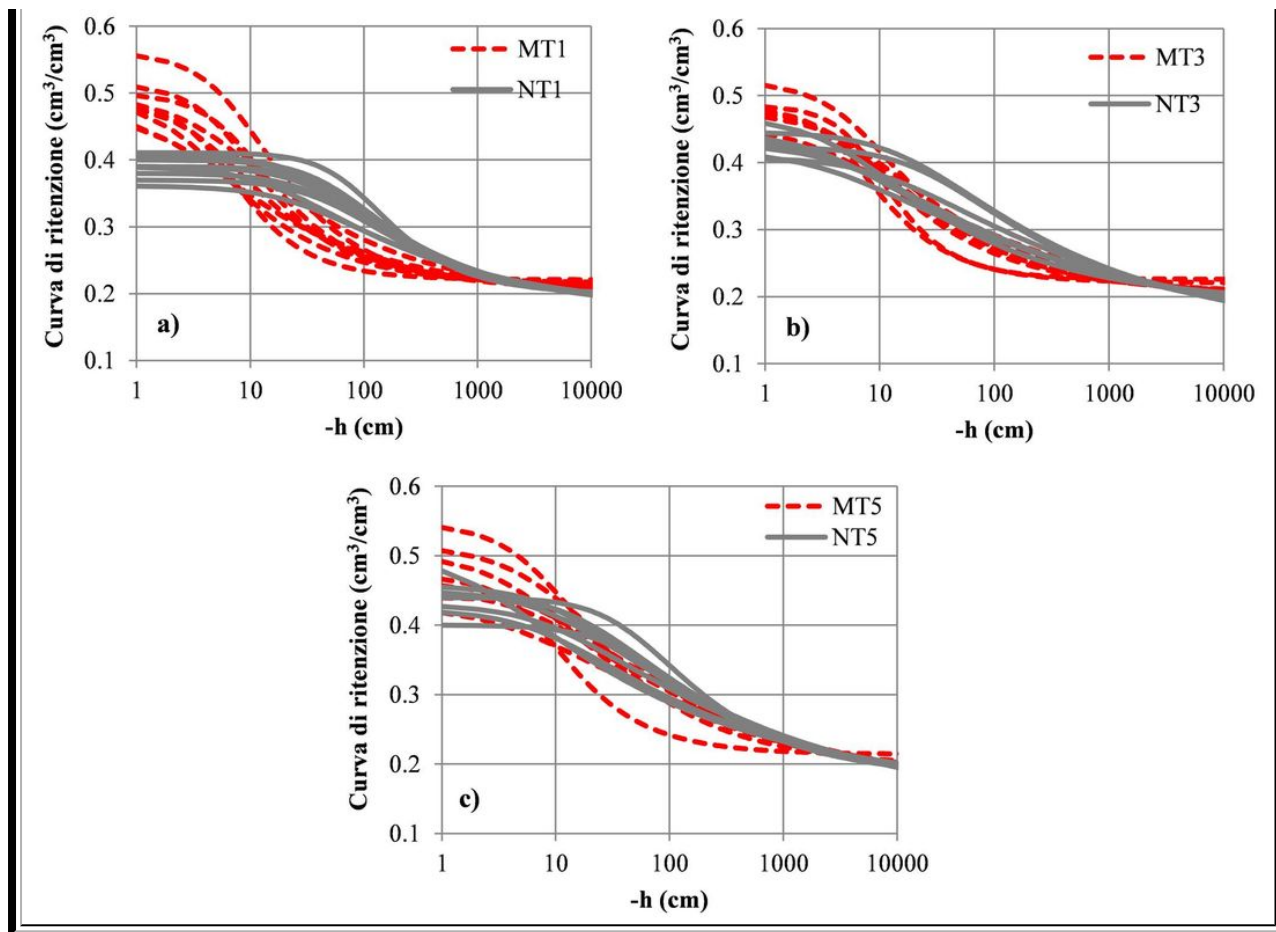 Curva di ritenzione (cm³/cm³)
0.6
0.5
0.4
0.3
0.2
0.1
MT1
NT1
a)
1 10 100 1000 10000
-h (cm)
Curva di ritenzione (cm³/cm³)
0.6
0.5
0.4
0.3
0.2
0.1
MT3
NT3
b)
1 10 100 1000 10000
-h (cm)
Curva di ritenzione (cm³/cm³)
0.6
0.5
0.4
0.3
0.2
0.1
MT5
NT5
c)
1 10 100 1000 10000
-h (cm)